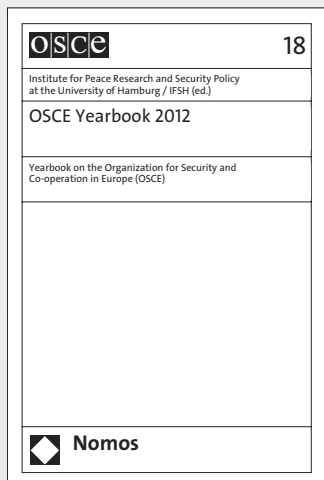 osce 18
Institute for Peace Research and Security Policy
at the University of Hamburg / IFSH (ed.)
OSCE Yearbook 2012
Yearbook on the Organization for Security and
Co-operation in Europe (OSCE)
Nomos